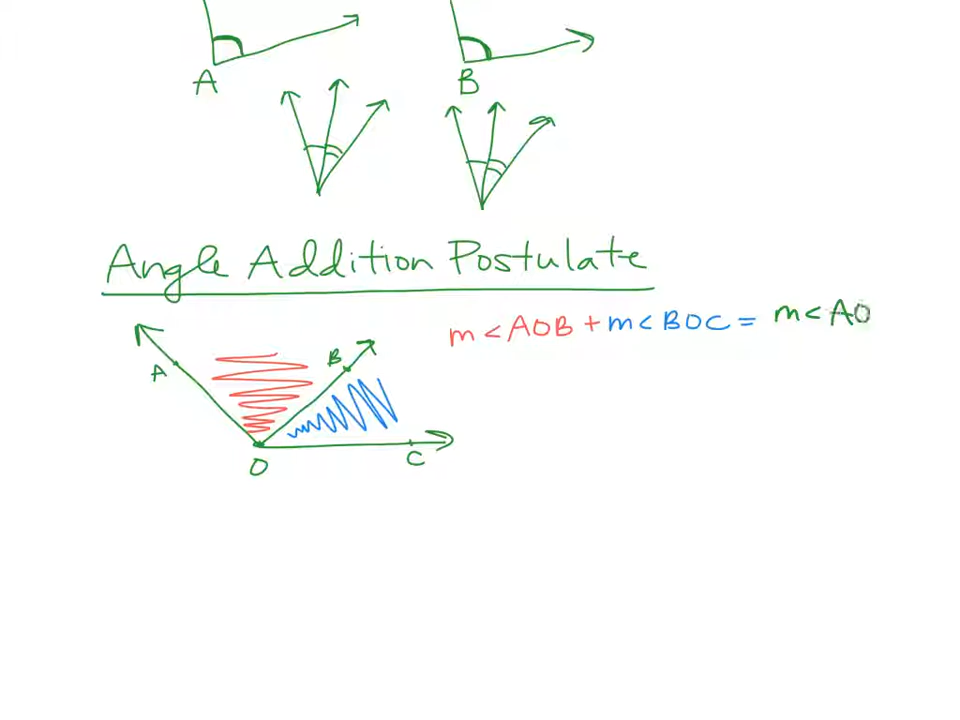 A B
Angle Addition Postulate
m<AOB + m<BOC = m<AO
A B
O C